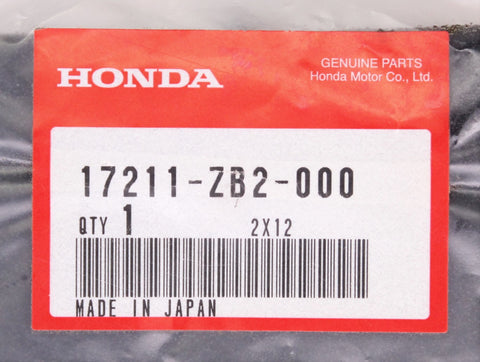 HONDA
GENUINE PARTS
Honda Motor Co., Ltd.
17211-ZB2-000
QTY 1 2X12
MADE IN JAPAN